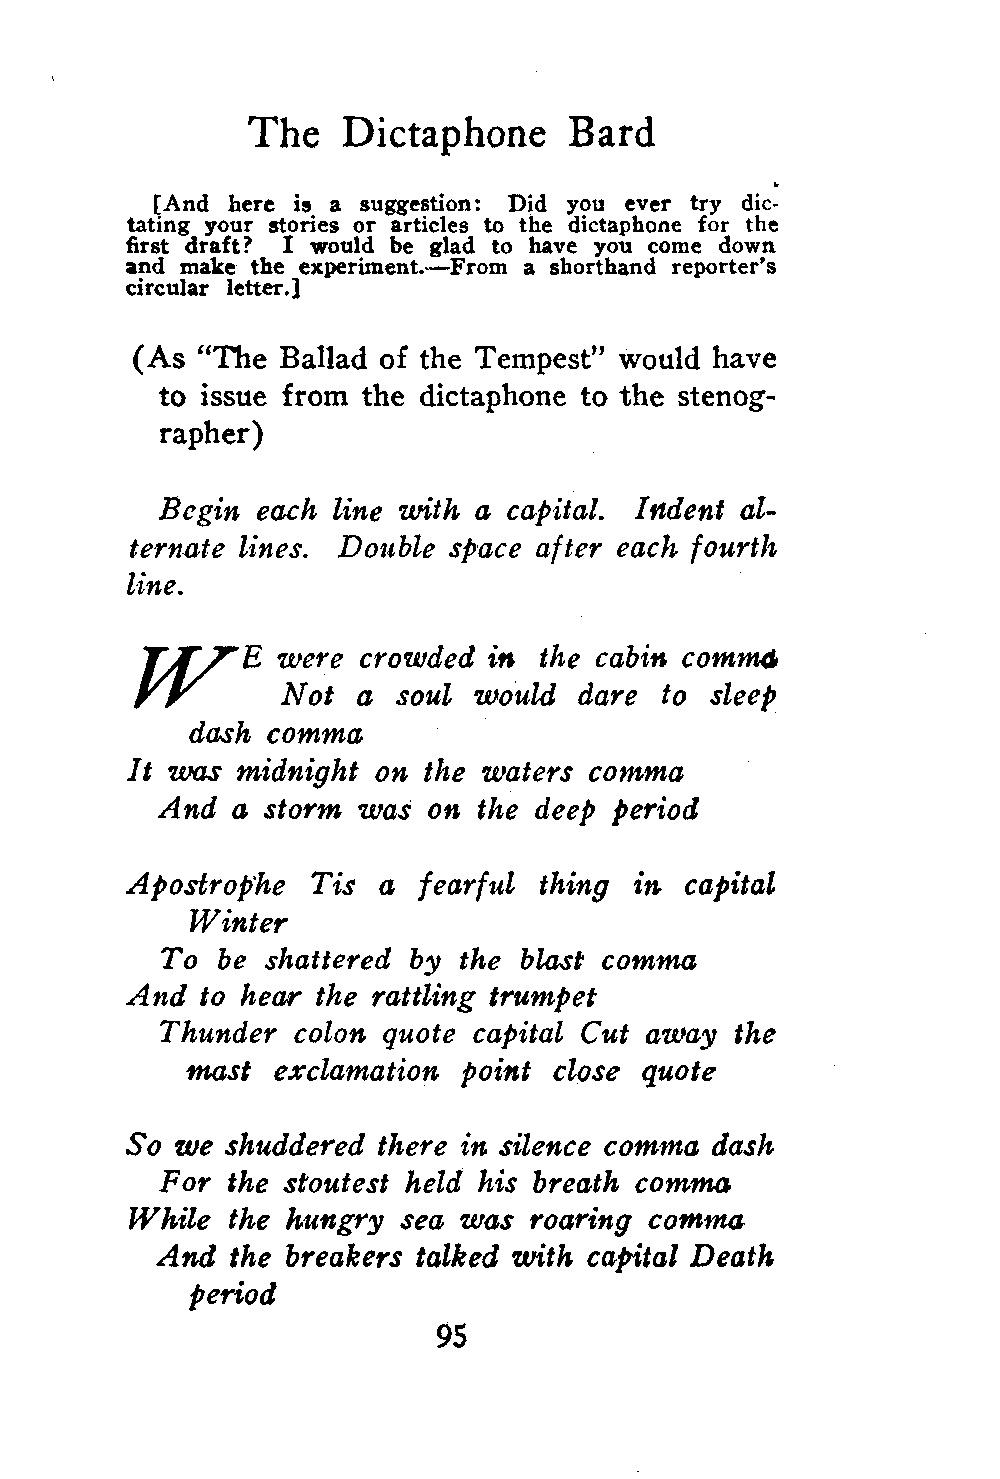 The Dictaphone Bard
[And here is a suggestion: Did you ever try dic-
tating your stories or articles to the dictaphone for the
first draft? I would be glad to have you come down
and make the experiment.—From a shorthand reporter's
circular letter.]
(As "The Ballad of the Tempest" would have
to issue from the dictaphone to the stenog-
rapher)
Begin each line with a capital. Indent al-
ternate lines. Double space after each fourth
line.
WE were crowded in the cabin comma
Not a soul would dare to sleep
dash comma
It was midnight on the waters comma
And a storm was on the deep period
Apostrophe Tis a fearful thing in capital
Winter
To be shattered by the blast comma
And to hear the rattling trumpet
Thunder colon quote capital Cut away the
mast exclamation point close quote
So we shuddered there in silence comma dash
For the stoutest held his breath comma
While the hungry sea was roaring comma
And the breakers talked with capital Death
period
95